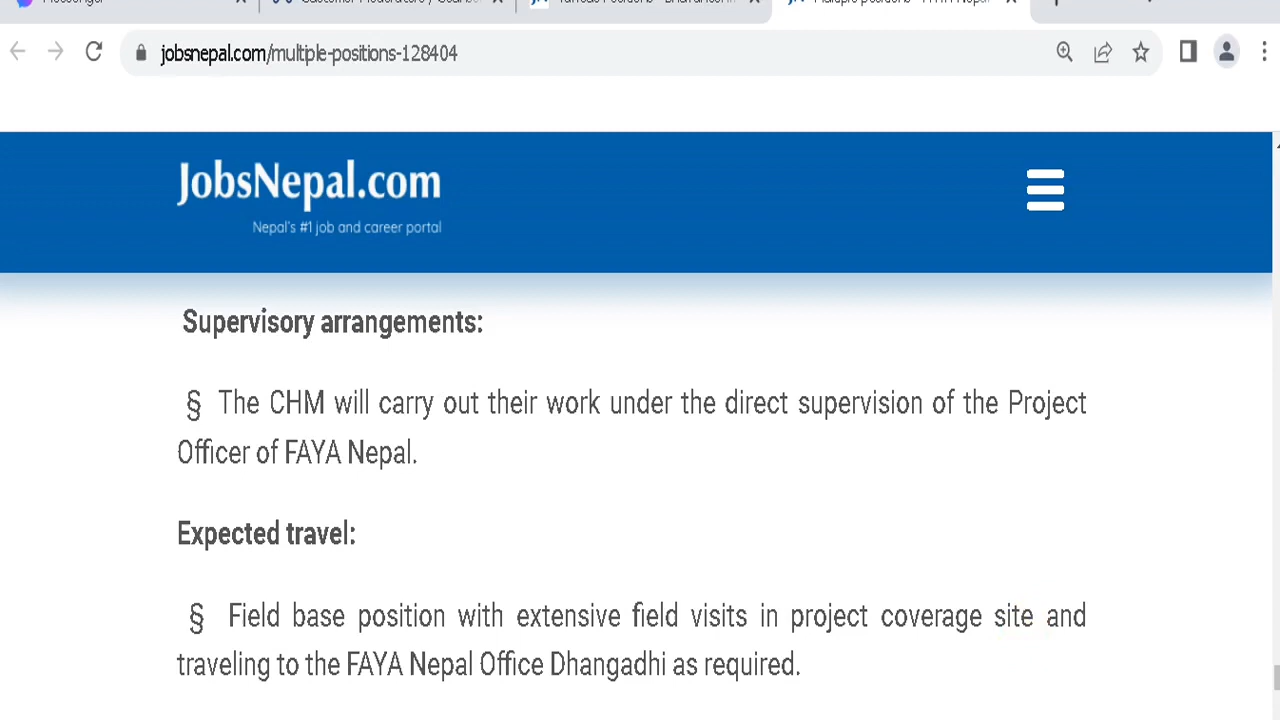 jobsnepal.com/multiple-positions-128404
JobsNepal.com
Nepal's #1 job and career portal
Supervisory arrangements:
§ The CHM will carry out their work under the direct supervision of the Project
Officer of FAYA Nepal.
Expected travel:
§ Field base position with extensive field visits in project coverage site and
traveling to the FAYA Nepal Office Dhangadhi as required.